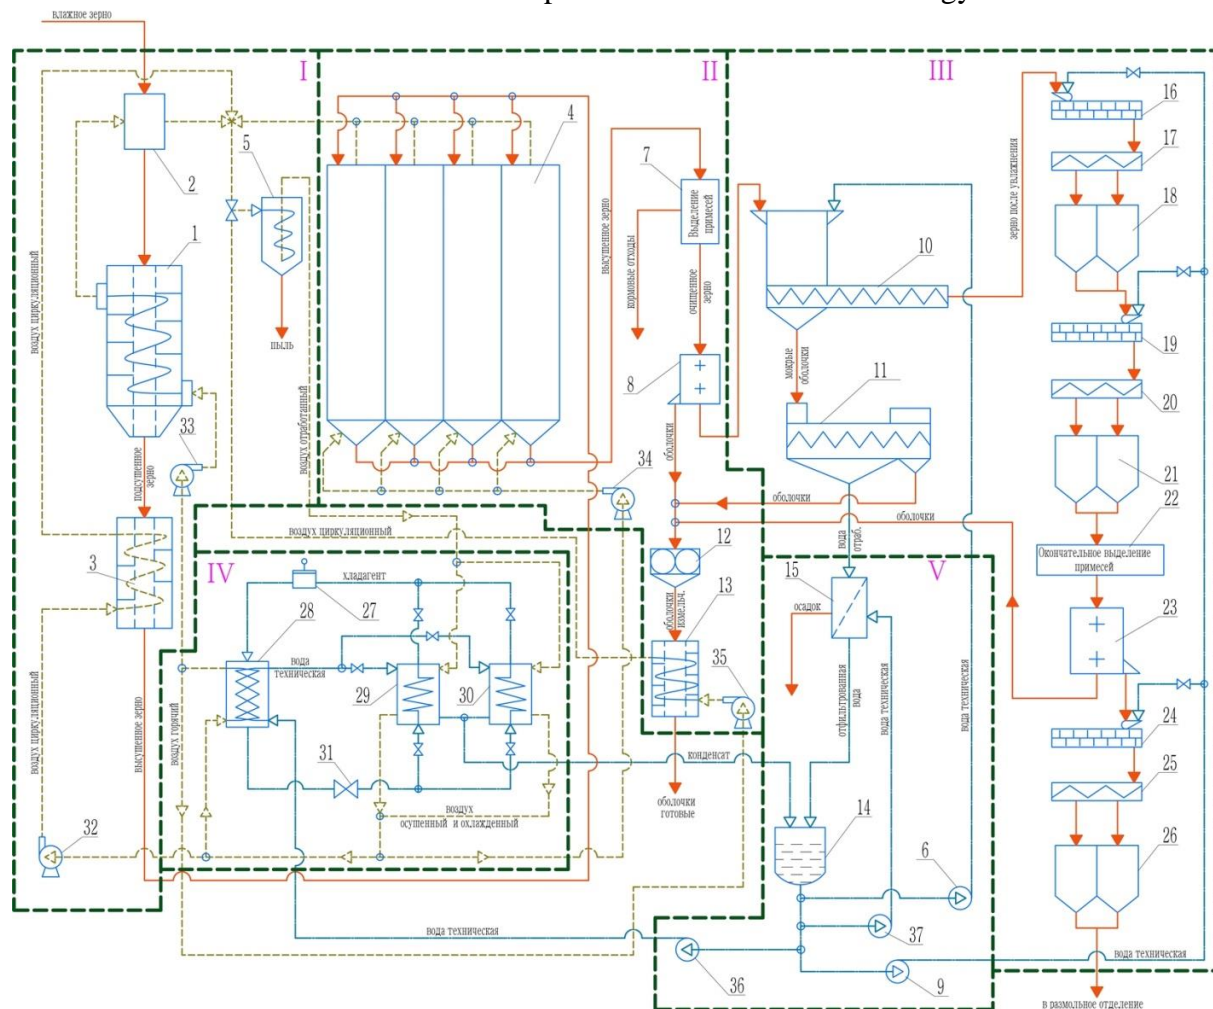 влажное зерно
I
II
III
4
16
5
7
2
17
Выделение
примесей
зерно после увлажнения
18
1
воздух циркуляционный
высушенное зерно
кормовые отходы
очищенное
зерно
10
пыль
19
мокрые
оболочки
11
8
20
воздух отработанный
33
подсушенное
зерно
оболочки
21
34
22
оболочки
оболочки
воздух циркуляционный
вода
отраб.
Окончательное выделение
примесей
12
IV
V
хладагент
15
3
27
13
осадок
оболочки
измельч.
23
28
вода
техническая
35
29
30
отфильтрованная
вода
вода техническая
вода техническая
воздух циркуляционный
высушенное зерно
воздух горячий
24
31
конденсат
25
воздух
осушенный и охлажденный
оболочки
готовые
14
32
6
26
вода техническая
37
вода техническая
36
9
в размольное отделение